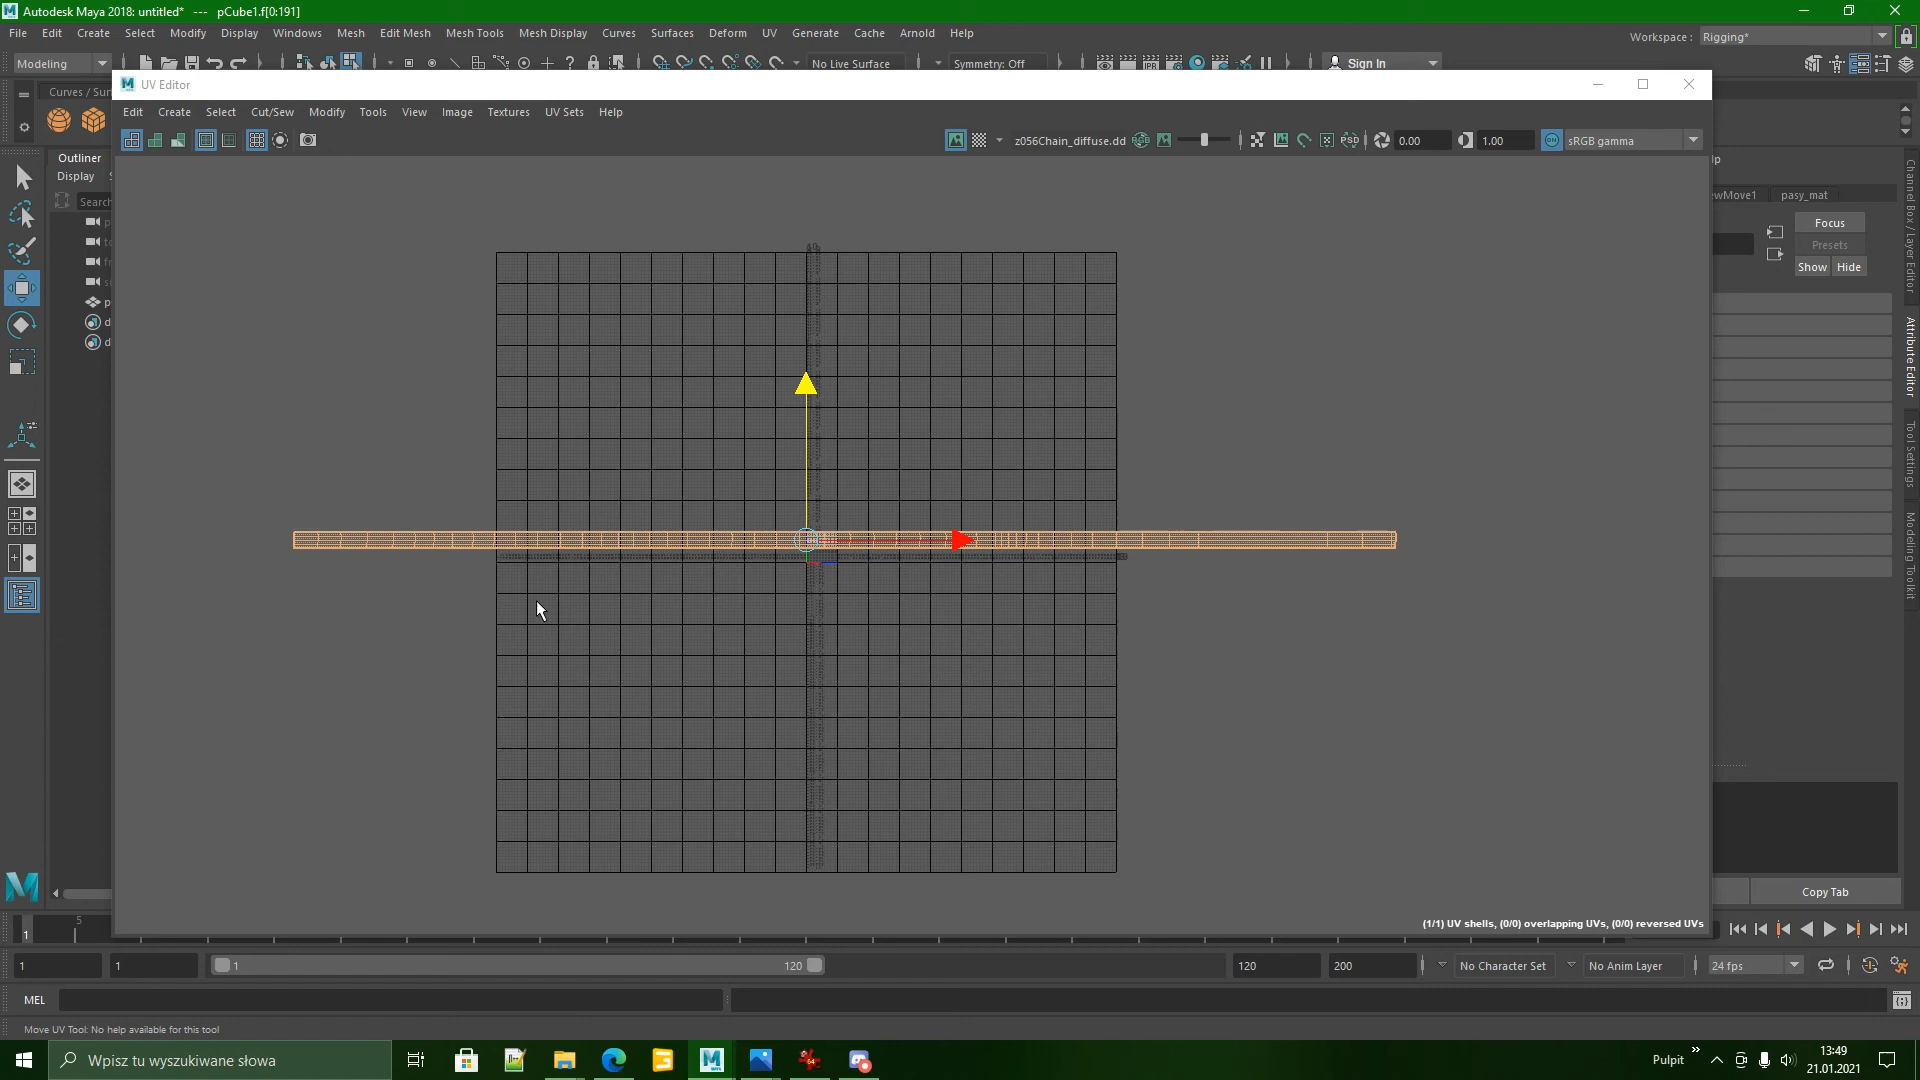 Autodesk Maya 2018: untitled*   ---   pCube1.f[0:191]
File Edit Create Select Modify Display Windows Mesh Edit Mesh Mesh Tools Mesh Display Curves Surfaces Deform UV Generate Cache Arnold Help
Workspace : Rigging*
Modeling No Live Surface Symmetry: Off Sign In
UV Editor
Curves / Sur
Edit Create Select Cut/Sew Modify Tools View Image Textures UV Sets Help
z056Chain_diffuse.dd RGB PSD 0.00 1.00 ON sRGB gamma
Outliner
Display
Search
ewMove1 pasy_mat
Focus
Presets
Show Hide
Channel Box / Layer Editor
Attribute Editor
Tool Settings
Modeling Toolkit
Copy Tab
(1/1) UV shells, (0/0) overlapping UVs, (0/0) reversed UVs
1 5
1 1 1 120 120 200 No Character Set No Anim Layer 24 fps
MEL
Move UV Tool: No help available for this tool
Wpisz tu wyszukiwane słowa
Pulpit
13:49
21.01.2021